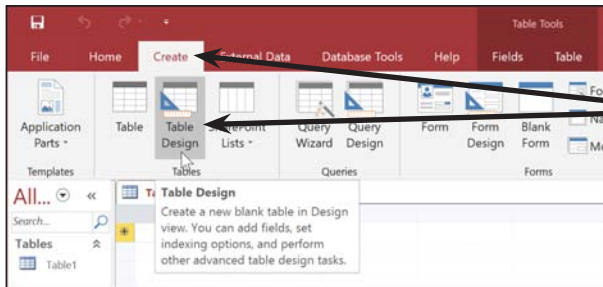 Table Tools
File Home Create External Data Database Tools Help Fields Table
Application Parts
Table
Table Design
SharePoint Lists
Query Wizard
Query Design
Form
Form Design
Blank Form
Templates Tables Queries Forms
All...
Search...
Tables
Table1
Table Design
Create a new blank table in Design
view. You can add fields, set
indexing options, and perform
other advanced table design tasks.